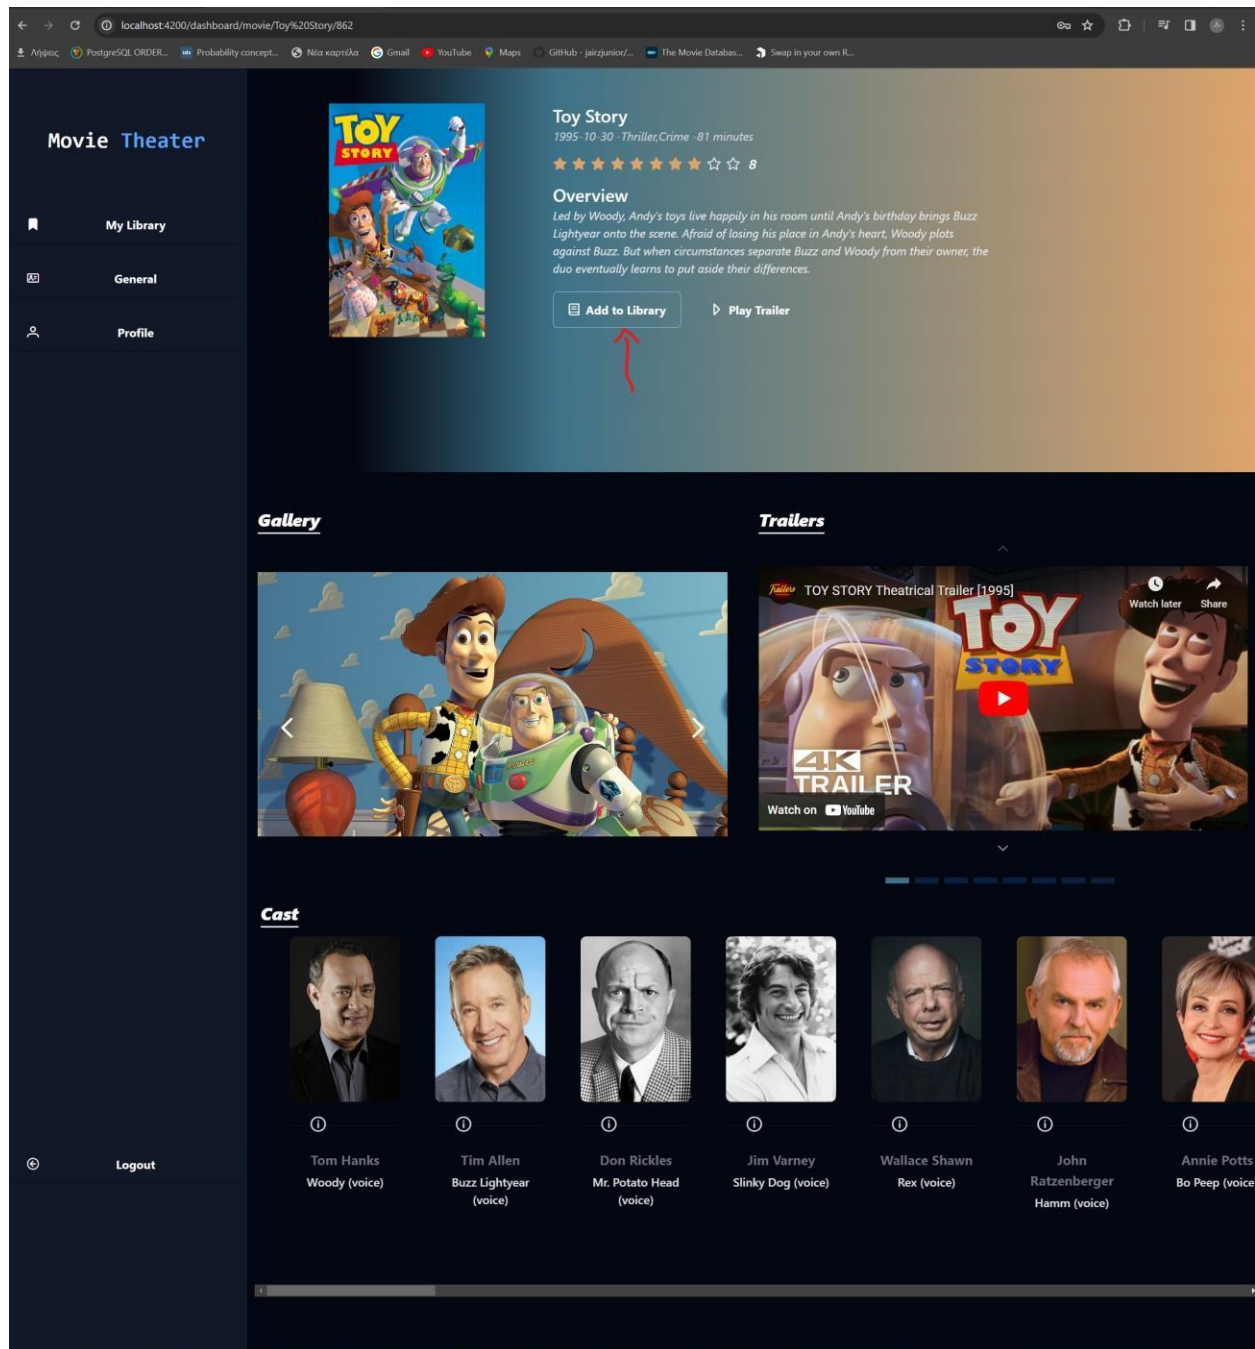 localhost:4200/dashboard/movie/Toy%20Story/862
Λήψεις PostgreSQL ORDER... Probability concept... Νέα καρτέλα Gmail YouTube Maps GitHub - jairzjunior/... The Movie Databas... Swap in your own R...
Movie Theater
My Library
General
Profile
Logout
TOY
STORY
Toy Story
1995-10-30 -Thriller,Crime -81 minutes
8
Overview
Led by Woody, Andy's toys live happily in his room until Andy's birthday brings Buzz
Lightyear onto the scene. Afraid of losing his place in Andy's heart, Woody plots
against Buzz. But when circumstances separate Buzz and Woody from their owner, the
duo eventually learns to put aside their differences.
Add to Library Play Trailer
Gallery
Trailers
Trailers TOY STORY Theatrical Trailer [1995]
Watch later Share
TOY
STORY
4K
TRAILER
Watch on YouTube
Cast
Tom Hanks
Woody (voice)
Tim Allen
Buzz Lightyear
(voice)
Don Rickles
Mr. Potato Head
(voice)
Jim Varney
Slinky Dog (voice)
Wallace Shawn
Rex (voice)
John
Ratzenberger
Hamm (voice)
Annie Potts
Bo Peep (voice